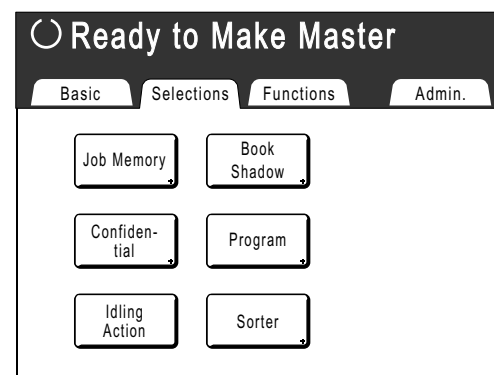 Ready to Make Master
Basic Selections Functions Admin.
Job Memory
Book
Shadow
Confiden-
tial
Program
Idling
Action
Sorter